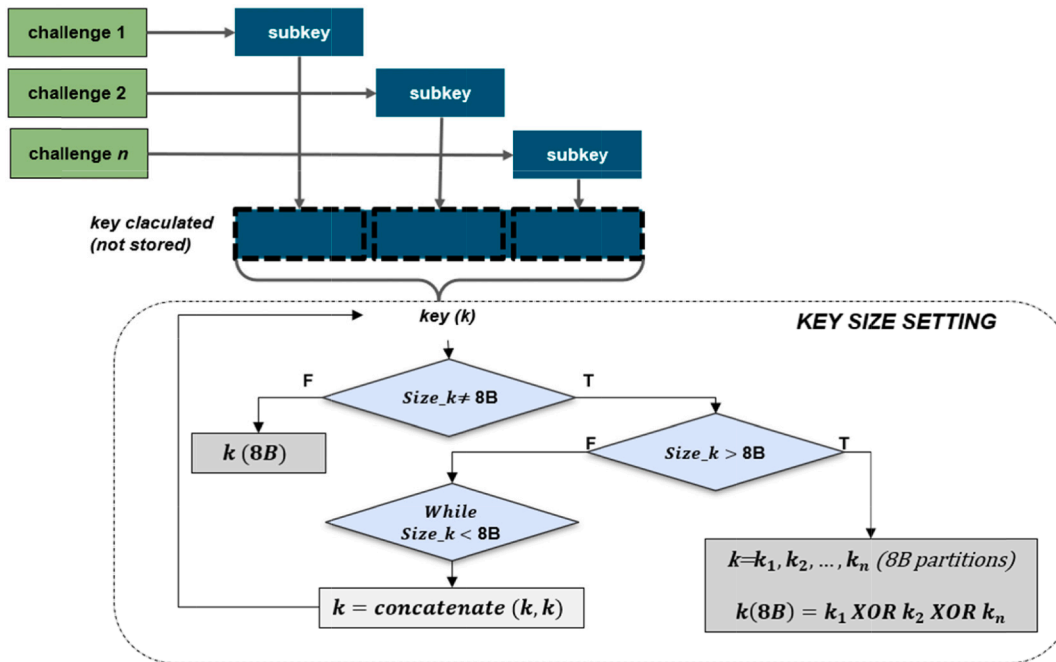 challenge 1
subkey
challenge 2
subkey
challenge n
subkey
key claculated
(not stored)
key (k)
KEY SIZE SETTING
F
Size_k≠ 8B
T
k (8B)
F
Size_k > 8B
T
While
Size_k < 8B
k = concatenate (k, k)
k=k₁, k₂, ..., kₙ (8B partitions)
k(8B) = k₁ XOR k₂ XOR kₙ